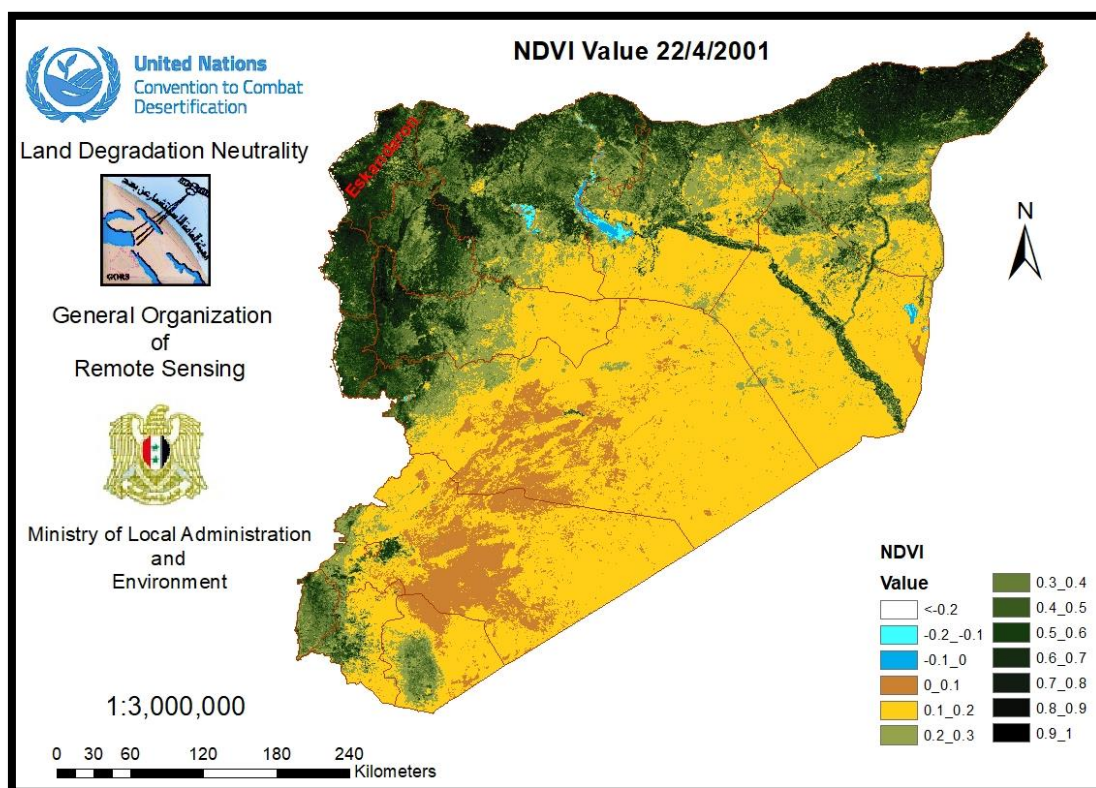 NDVI Value 22/4/2001
United Nations
Convention to Combat
Desertification
Land Degradation Neutrality
General Organization
of
Remote Sensing
Ministry of Local Administration
and
Environment
1:3,000,000
0 30 60 120 180 240
Kilometers
Eskanderon
N
NDVI
Value
<-0.2
-0.2_-0.1
-0.1_0
0_0.1
0.1_0.2
0.2_0.3
0.3_0.4
0.4_0.5
0.5_0.6
0.6_0.7
0.7_0.8
0.8_0.9
0.9_1